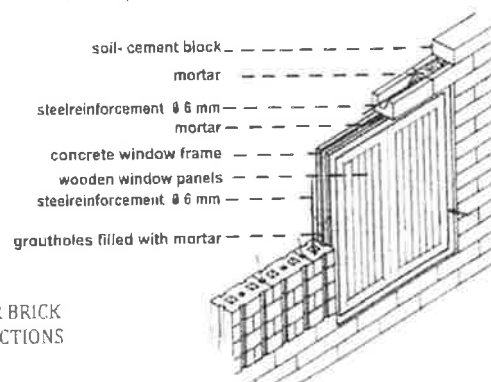 soil- cement block
mortar
steelreinforcement ø 6 mm
mortar
concrete window frame
wooden window panels
steelreinforcement ø 6 mm
groutholes filled with mortar
BRICK
CTIONS